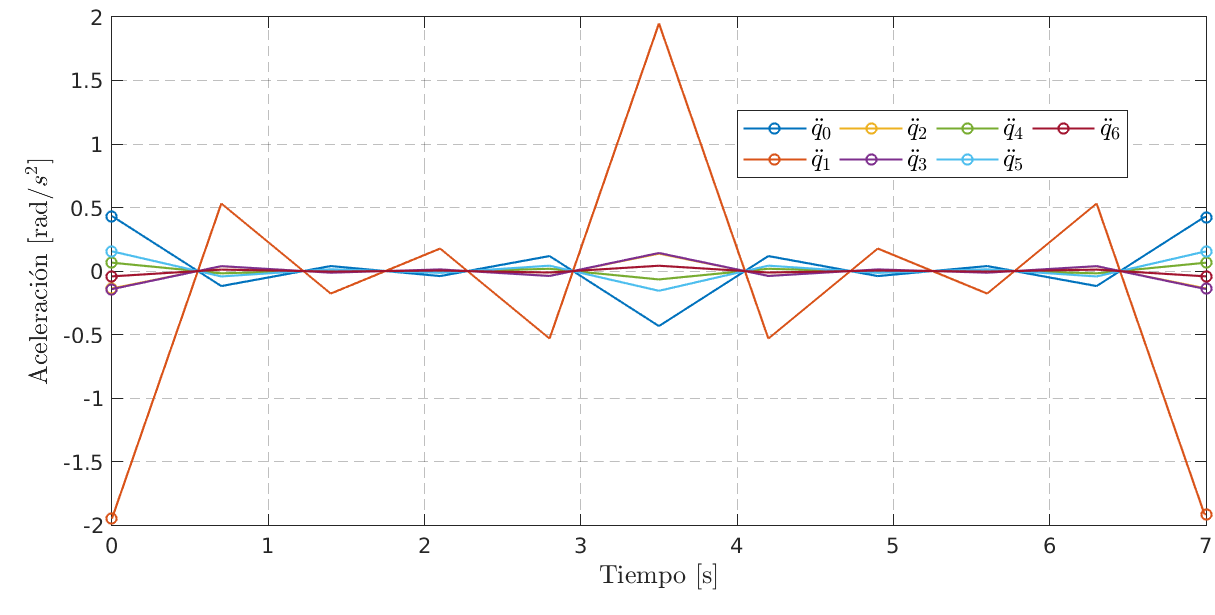 2
1.5
1
0.5
0
-0.5
-1
-1.5
-2
Aceleración [rad/s²]
q̈₀ q̈₂ q̈₄ q̈₆
q̈₁ q̈₃ q̈₅
0 1 2 3 4 5 6 7
Tiempo [s]